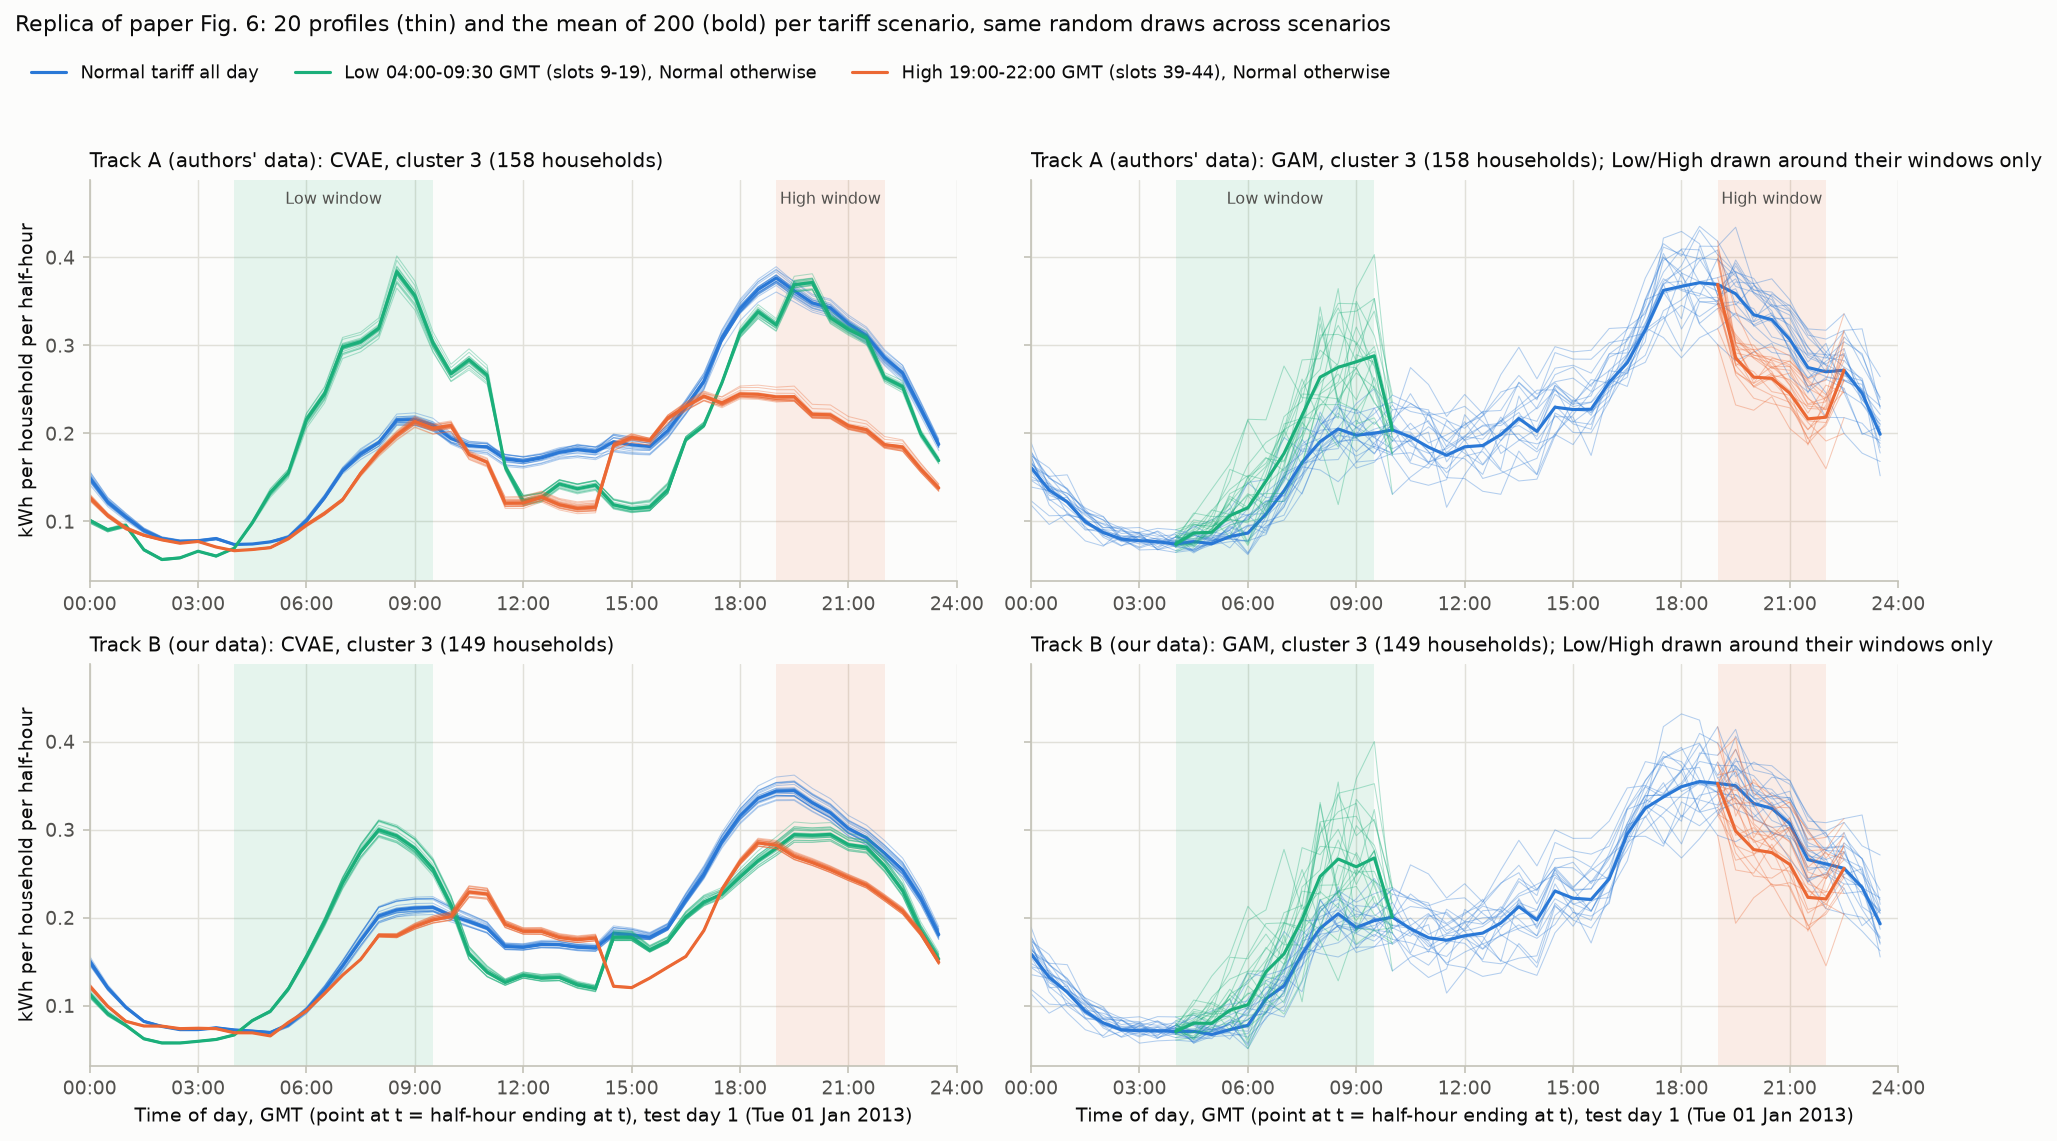 Replica of paper Fig. 6: 20 profiles (thin) and the mean of 200 (bold) per tariff scenario, same random draws across scenarios
Normal tariff all day
Low 04:00-09:30 GMT (slots 9-19), Normal otherwise
High 19:00-22:00 GMT (slots 39-44), Normal otherwise
Track A (authors' data): CVAE, cluster 3 (158 households)
Low window
High window
kWh per household per half-hour
0.4
0.3
0.2
0.1
00:00 03:00 06:00 09:00 12:00 15:00 18:00 21:00 24:00
Track A (authors' data): GAM, cluster 3 (158 households); Low/High drawn around their windows only
Low window
High window
00:00 03:00 06:00 09:00 12:00 15:00 18:00 21:00 24:00
Track B (our data): CVAE, cluster 3 (149 households)
kWh per household per half-hour
0.4
0.3
0.2
0.1
00:00 03:00 06:00 09:00 12:00 15:00 18:00 21:00 24:00
Time of day, GMT (point at t = half-hour ending at t), test day 1 (Tue 01 Jan 2013)
Track B (our data): GAM, cluster 3 (149 households); Low/High drawn around their windows only
00:00 03:00 06:00 09:00 12:00 15:00 18:00 21:00 24:00
Time of day, GMT (point at t = half-hour ending at t), test day 1 (Tue 01 Jan 2013)